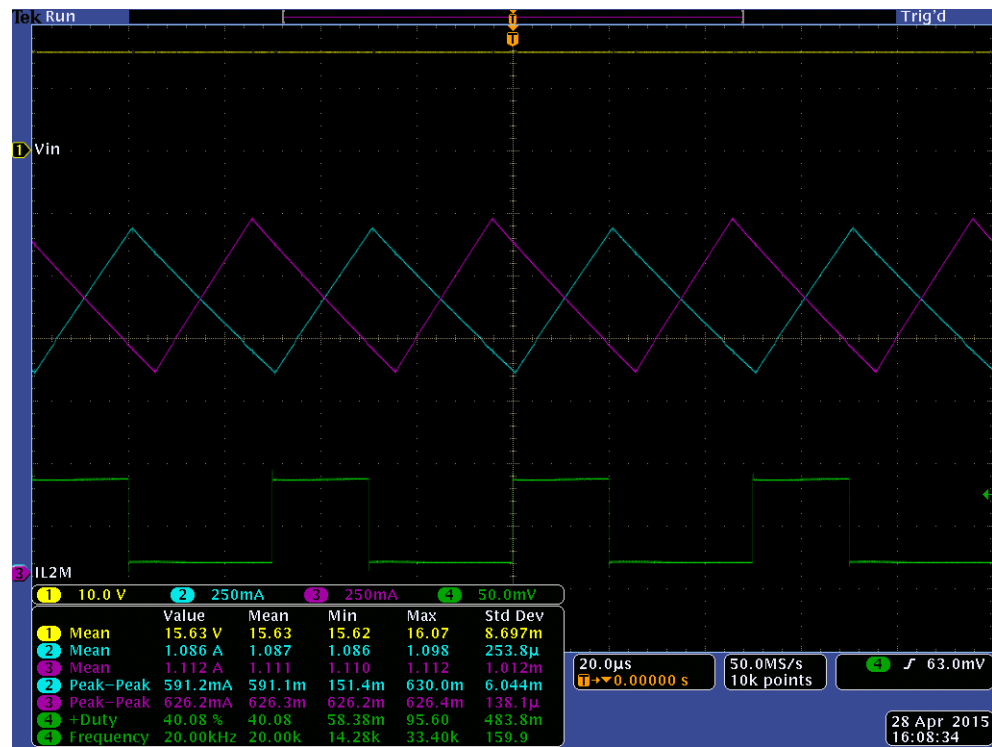 Tek Run Trig'd
T
T
1 Vin
3 IL2M
1 10.0 V 2 250mA 3 250mA 4 50.0mV
Value Mean Min Max Std Dev
1 Mean 15.63 V 15.63 15.62 16.07 8.697m
2 Mean 1.086 A 1.087 1.086 1.098 253.8µ
3 Mean 1.112 A 1.111 1.110 1.112 1.012m
2 Peak-Peak 591.2mA 591.1m 151.4m 630.0m 6.044m
3 Peak-Peak 626.2mA 626.3m 626.2m 626.4m 138.1µ
4 +Duty 40.08 % 40.08 58.38m 95.60 483.8m
4 Frequency 20.00kHz 20.00k 14.28k 33.40k 159.9
20.0µs
T→▼0.00000 s
50.0MS/s
10k points
4 ∫ 63.0mV
28 Apr 2015
16:08:34